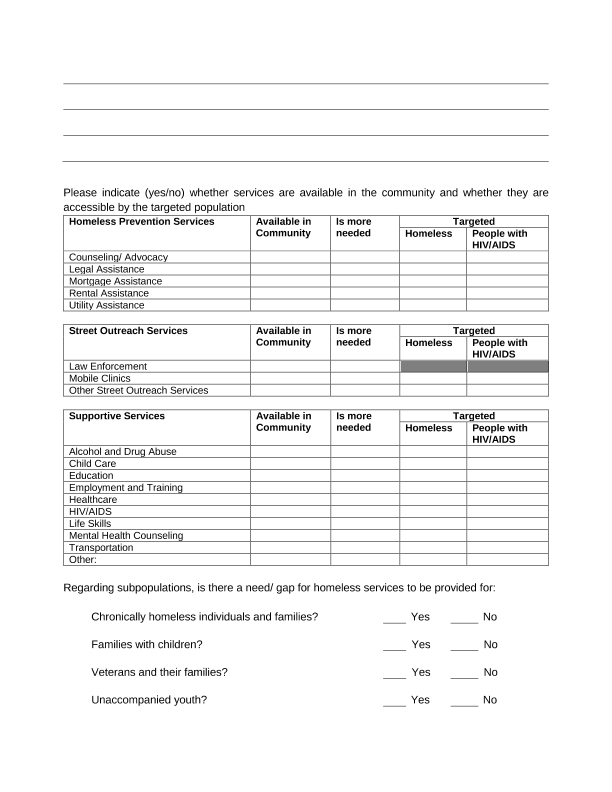 Please indicate (yes/no) whether services are available in the community and whether they are
accessible by the targeted population
Homeless Prevention Services Available in Community Is more needed Targeted
Homeless People with HIV/AIDS
Counseling/ Advocacy
Legal Assistance
Mortgage Assistance
Rental Assistance
Utility Assistance
Street Outreach Services Available in Community Is more needed Targeted
Homeless People with HIV/AIDS
Law Enforcement
Mobile Clinics
Other Street Outreach Services
Supportive Services Available in Community Is more needed Targeted
Homeless People with HIV/AIDS
Alcohol and Drug Abuse
Child Care
Education
Employment and Training
Healthcare
HIV/AIDS
Life Skills
Mental Health Counseling
Transportation
Other:
Regarding subpopulations, is there a need/ gap for homeless services to be provided for:
Chronically homeless individuals and families? ____ Yes _____ No
Families with children? ____ Yes _____ No
Veterans and their families? ____ Yes _____ No
Unaccompanied youth? ____ Yes _____ No